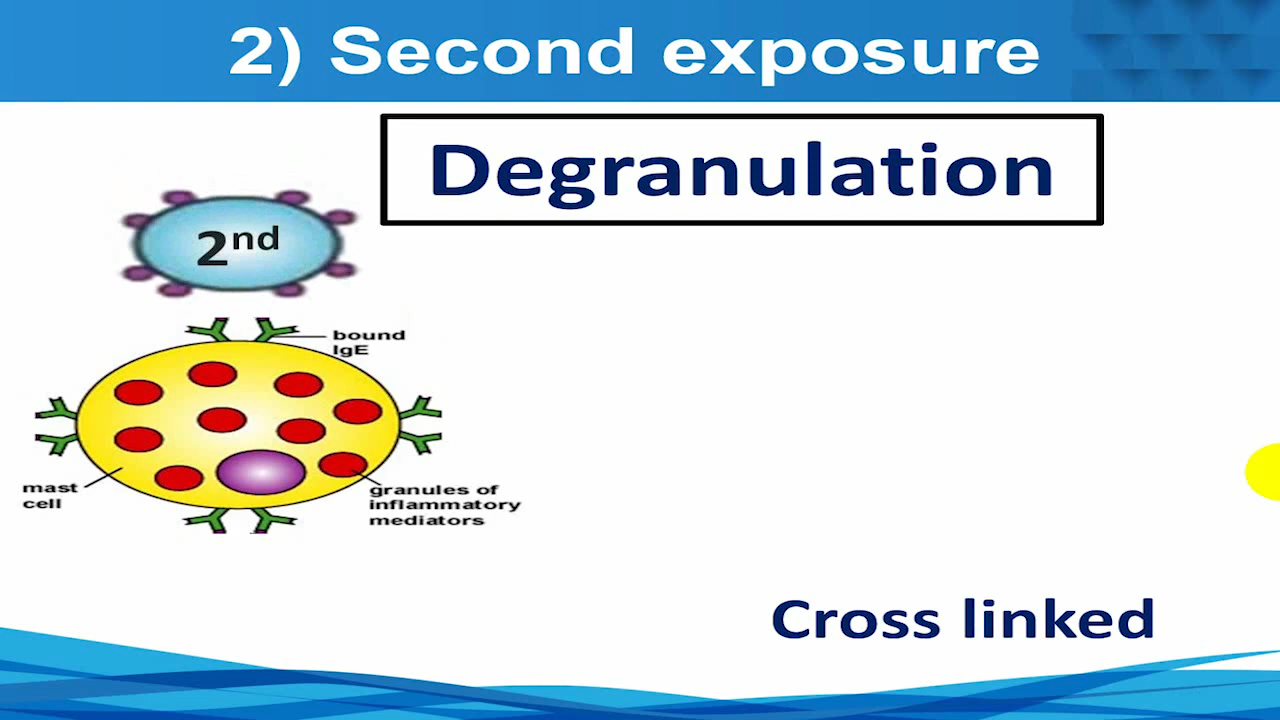 2) Second exposure
Degranulation
2nd
bound
IgE
mast
cell
granules of
inflammatory
mediators
Cross linked